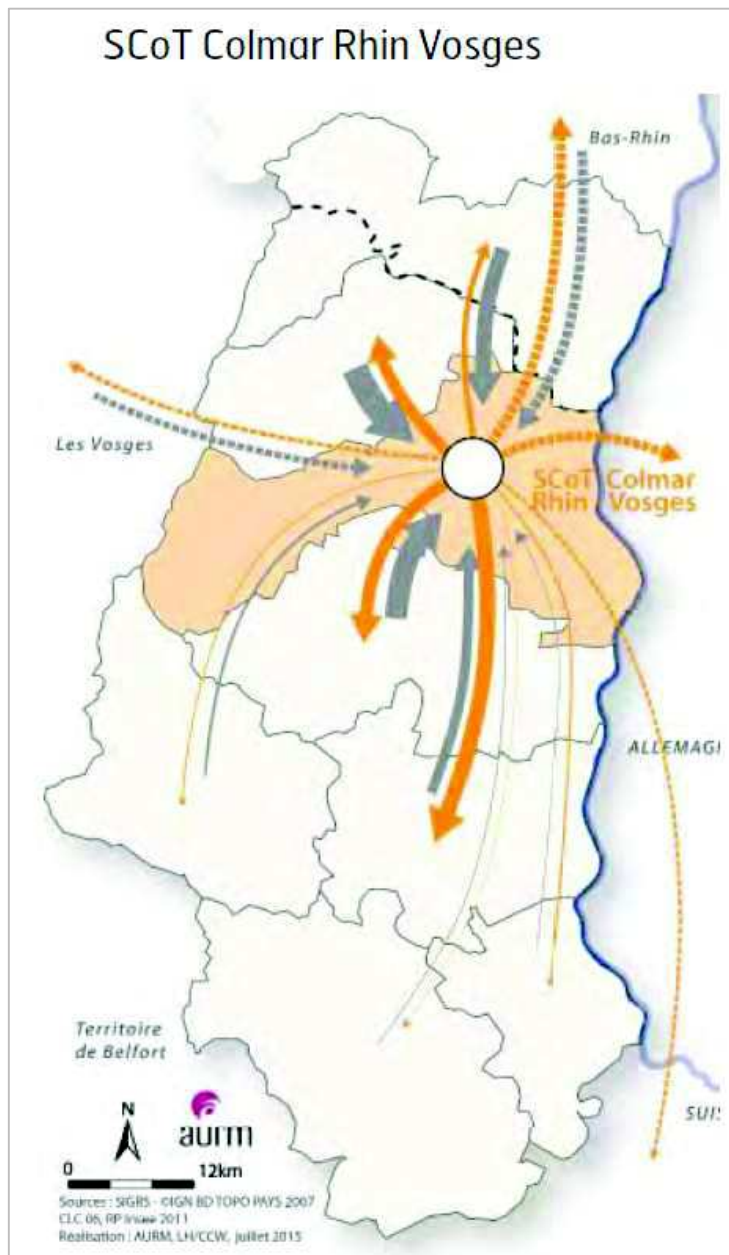 SCoT Colmar Rhin Vosges
Bas-Rhin
Les Vosges
SCoT Colmar
Rhin Vosges
ALLEMAG
Territoire
de Belfort
SUIS
N
aurm
0 12km
Sources : SIGRS - ©IGN BD TOPO PAYS 2007
CLC 06, RP Insee 2011
Réalisation : AURM, LH/CCW, juillet 2015